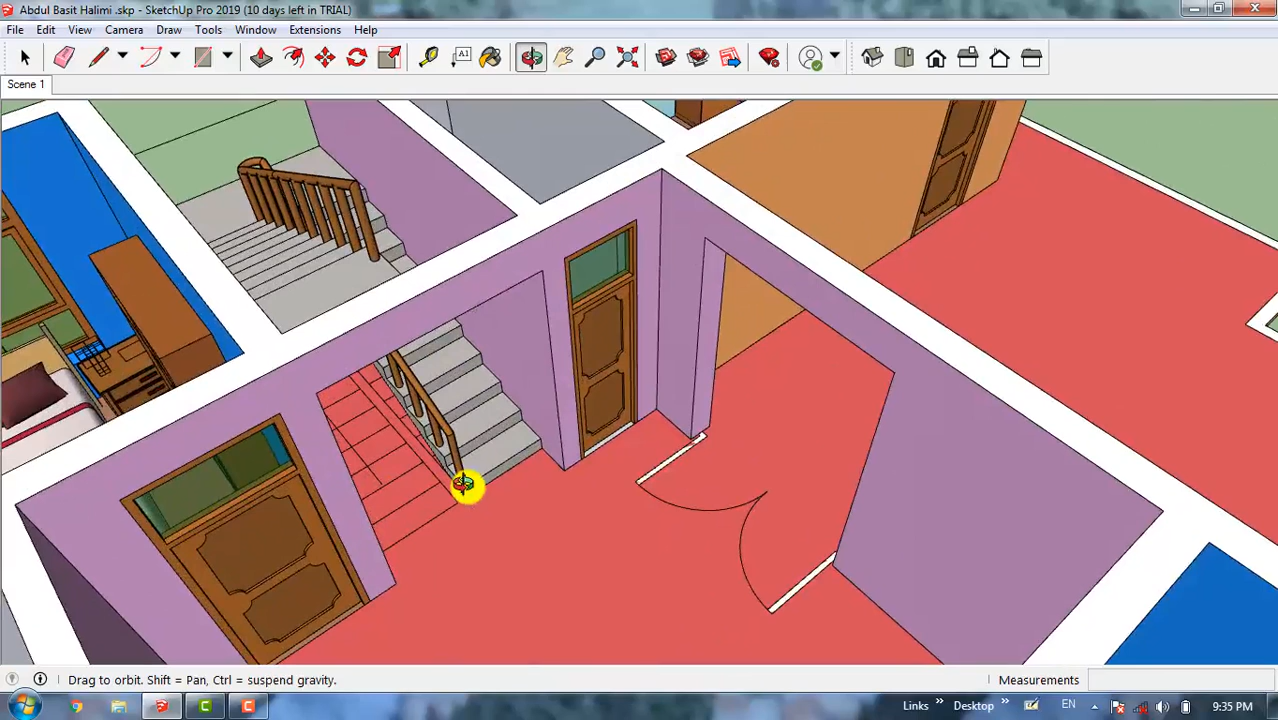 Abdul Basit Halimi .skp - SketchUp Pro 2019 (10 days left in TRIAL)
File Edit View Camera Draw Tools Window Extensions Help
A1
Scene 1
Drag to orbit. Shift = Pan, Ctrl = suspend gravity.
Measurements
Links » Desktop » EN 9:35 PM